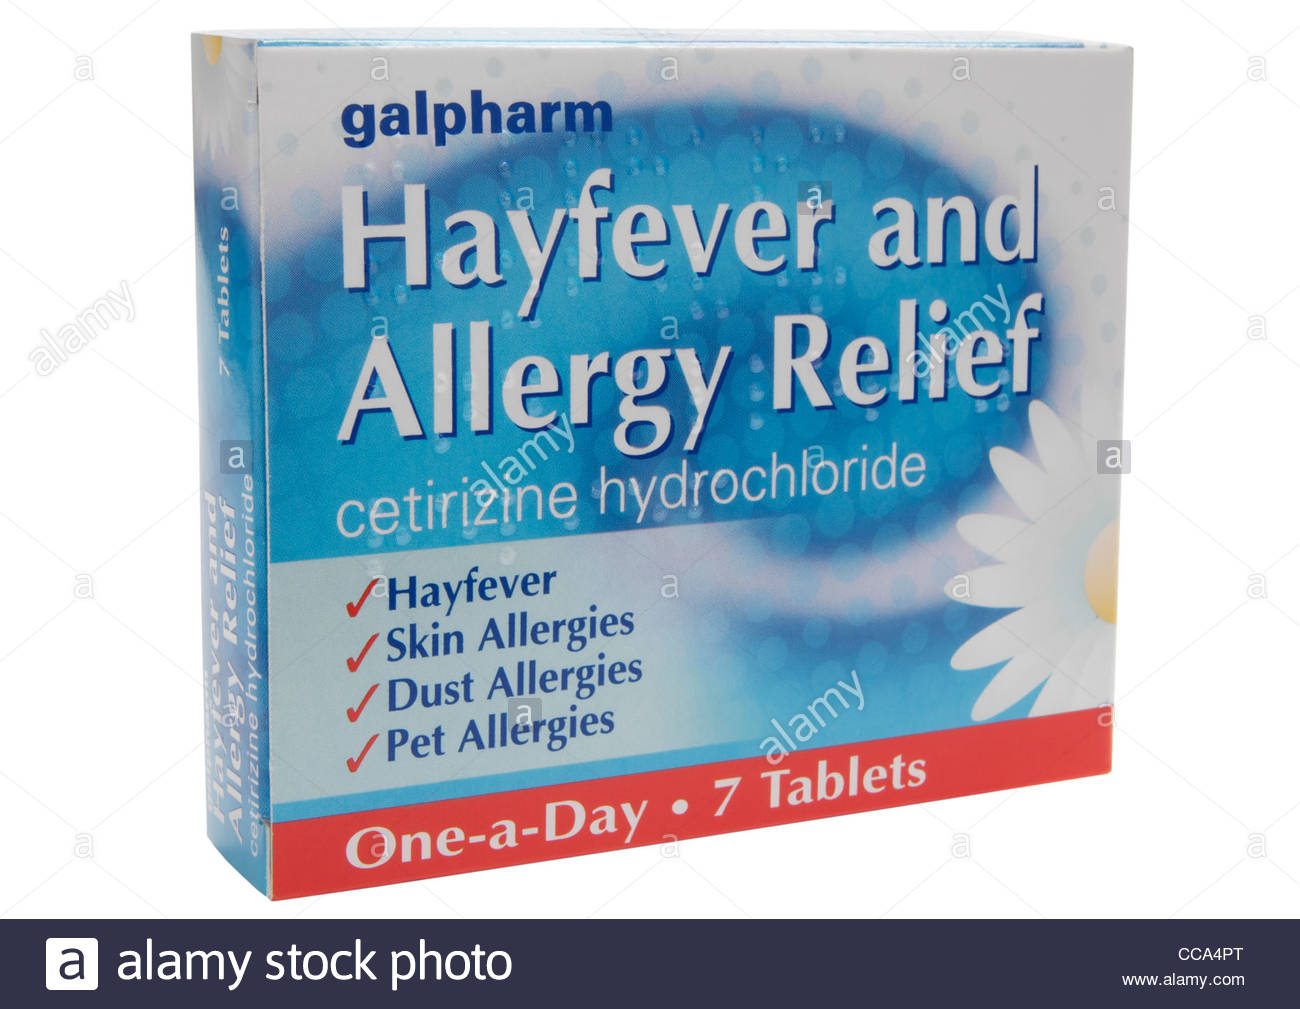 galpharm
Hayfever and
Allergy Relief
cetirizine hydrochloride
✓ Hayfever
✓ Skin Allergies
✓ Dust Allergies
✓ Pet Allergies
One-a-Day • 7 Tablets
7 Tablets
Hayfever and
Allergy Relief
cetirizine hydrochloride
alamy
alamy
alamy
alamy
a alamy stock photo
CCA4PT
www.alamy.com